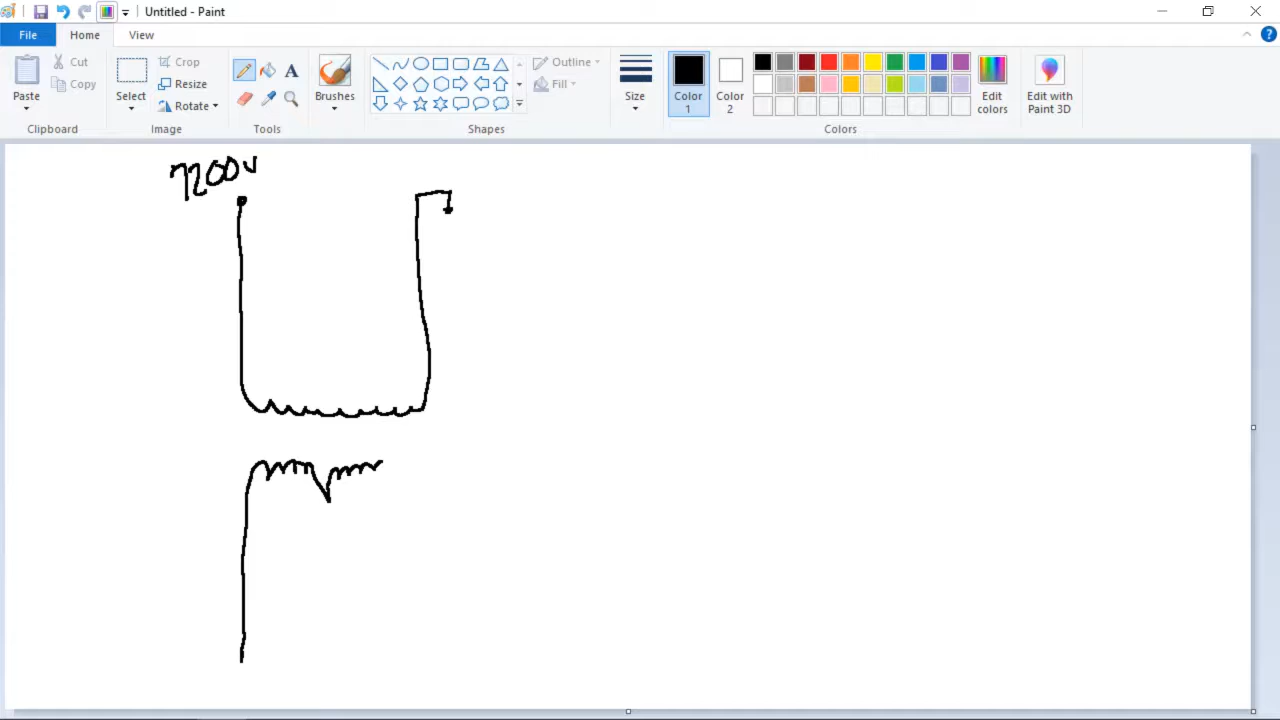 Untitled - Paint
File Home View
Paste
Cut
Copy
Clipboard
Select
Crop
Resize
Rotate
Image
A
Tools
Brushes
Shapes
Outline
Fill
Size
Color 1
Color 2
Colors
Edit colors
Edit with Paint 3D
7200v